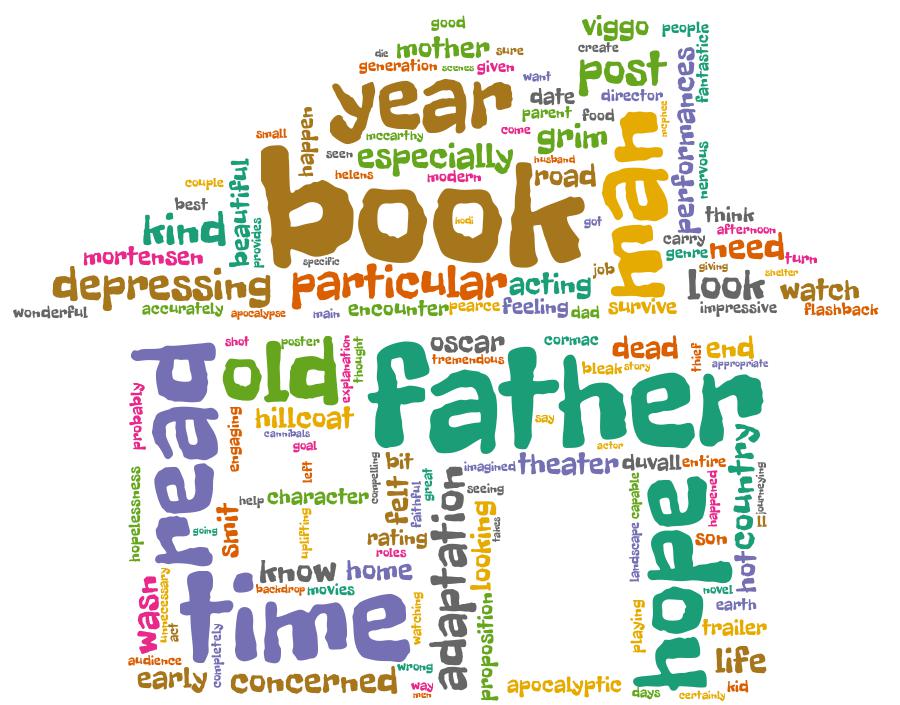 good
viggo
people
die
mother
sure
create
generation
scenes
given
post
want
year
date
director
performances
fantastic
parent
food
man
mcphee
small
happen
mccarthy
come
grim
seen
especially
husband
helens
modern
road
nervous
couple
beautiful
book
kodi
got
best
kind
provides
think
carry
afternoon
mortensen
specific
genre
need
turn
job
giving
shelter
depressing
particular
acting
look
watch
wonderful
accurately
apocalypse
main
encounter
pearce
feeling
dad
survive
impressive
flashback
read
shot
poster
explanation
thought
father
oscar
tremendous
cormac
dead
thief
end
old
bleak
story
appropriate
probably
engaging
hillcoat
cannibals
goal
say
actor
country
left
compelling
bit
imagined
theater
duvall
entire
hopelessness
smit
help
character
felt
faithful
great
adaptation
seeing
capable
hope
happened
ll
journeying
going
uplifting
rating
roles
looking
takes
landscape
son
hot
wasn
unnecessary
act
time
know
home
backdrop
movies
watching
proposition
playing
novel
earth
trailer
audience
completely
wrong
life
early
concerned
way
men
apocalyptic
days
certainly
kid